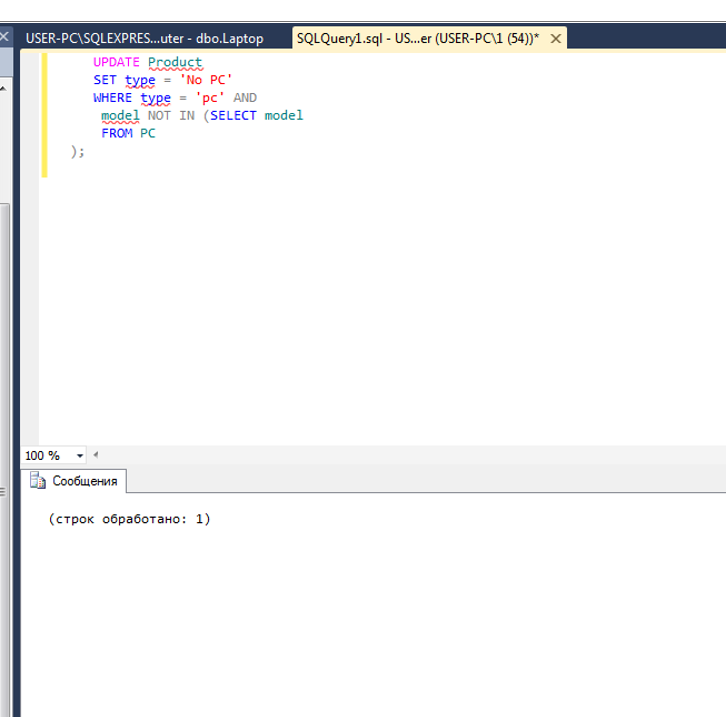 USER-PC\SQLEXPRES...uter - dbo.Laptop
SQLQuery1.sql - US...er (USER-PC\1 (54))*
UPDATE Product
SET type = 'No PC'
WHERE type = 'pc' AND
model NOT IN (SELECT model
FROM PC
);
100 %
Сообщения
(строк обработано: 1)